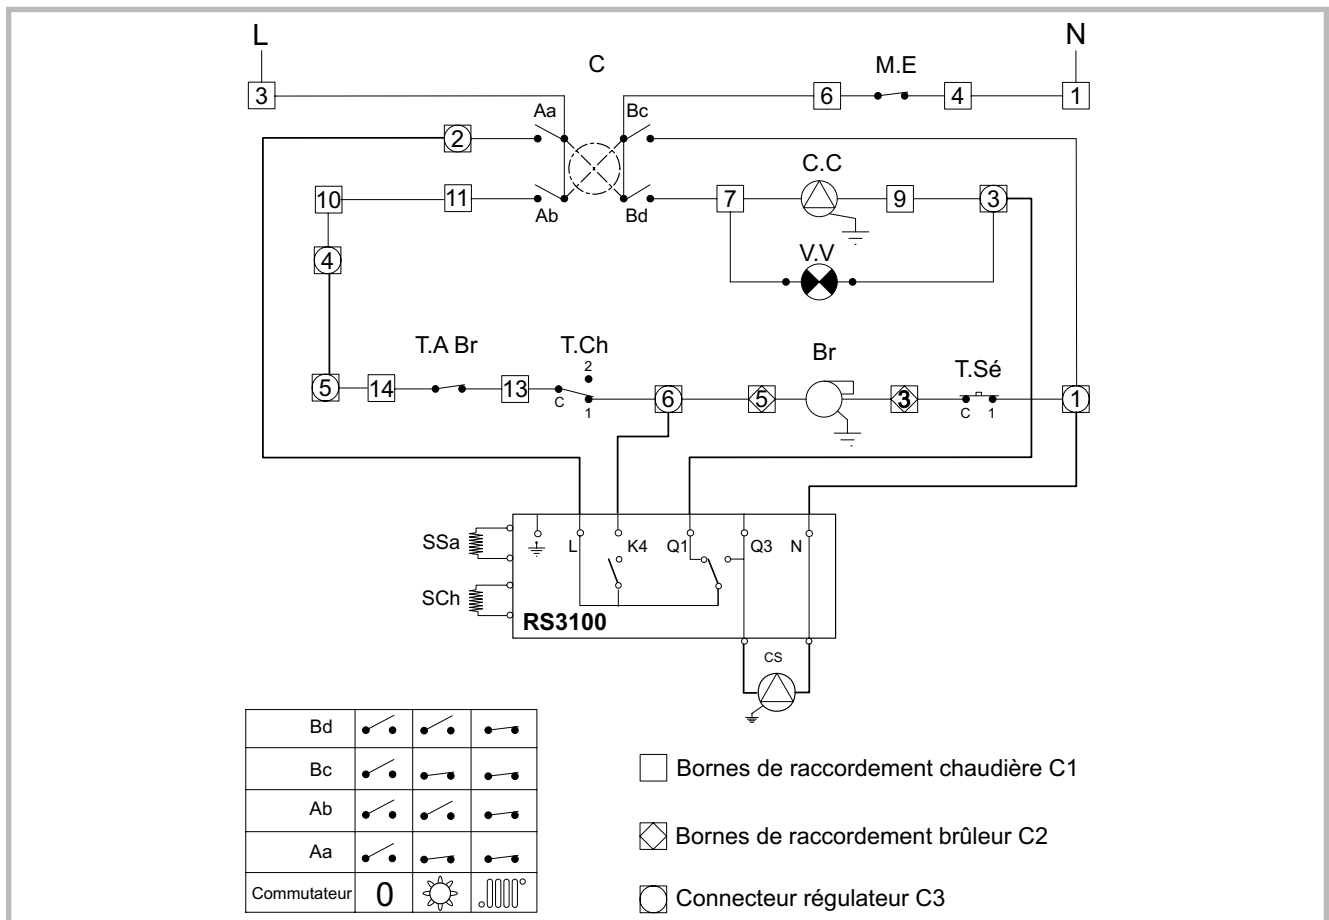 L
N
C
M.E
3
6
4
1
Aa
Bc
2
C.C
10
11
7
9
3
Ab
Bd
4
V.V
T.A Br
T.Ch
Br
T.Sé
2
5
14
13
6
5
3
1
C
1
C 1
SSa
L
K4
Q1
Q3
N
SCh
RS3100
CS
Bd
Bc
Ab
Aa
Commutateur 0
Bornes de raccordement chaudière C1
Bornes de raccordement brûleur C2
Connecteur régulateur C3